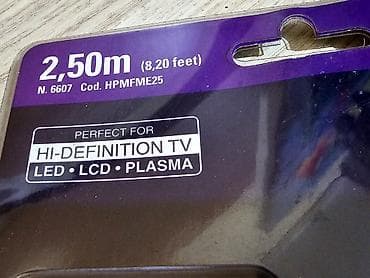 2,50m (8,20 feet)
N. 6607 Cod. HPMFME25
PERFECT FOR
HI-DEFINITION TV
LED • LCD • PLASMA